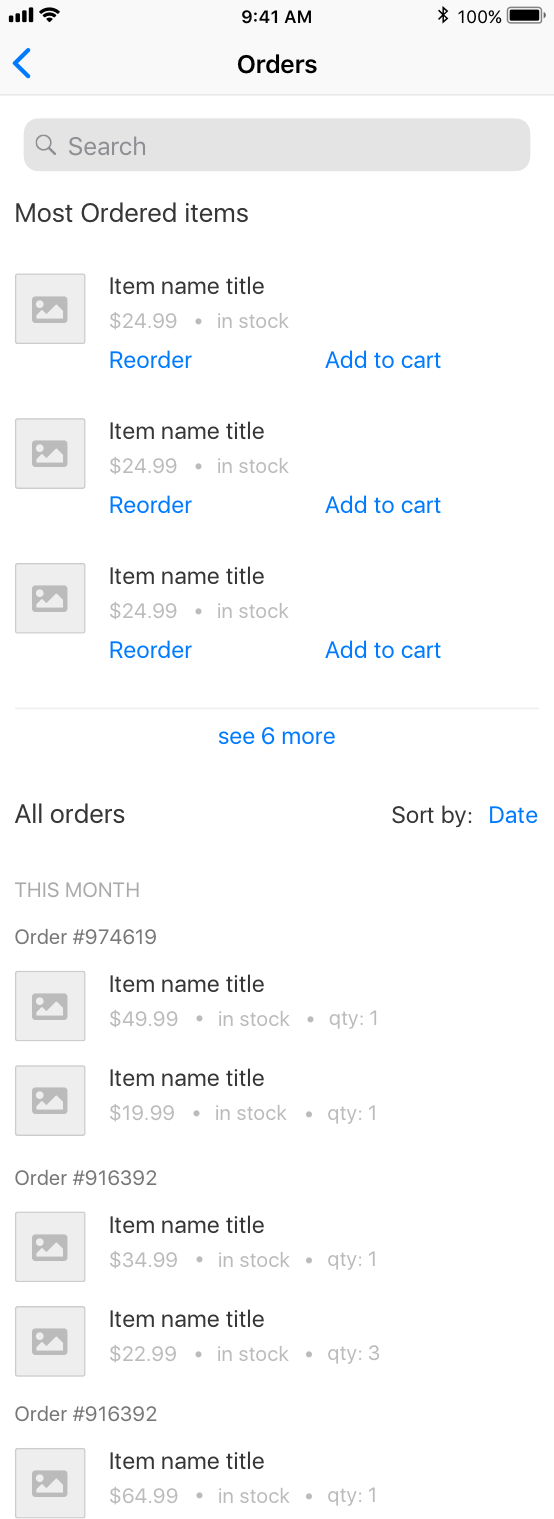 9:41 AM 100%
Orders
Search
Most Ordered items
Item name title
$24.99 • in stock
Reorder Add to cart
Item name title
$24.99 • in stock
Reorder Add to cart
Item name title
$24.99 • in stock
Reorder Add to cart
see 6 more
All orders Sort by: Date
THIS MONTH
Order #974619
Item name title
$49.99 • in stock • qty: 1
Item name title
$19.99 • in stock • qty: 1
Order #916392
Item name title
$34.99 • in stock • qty: 1
Item name title
$22.99 • in stock • qty: 3
Order #916392
Item name title
$64.99 • in stock • qty: 1